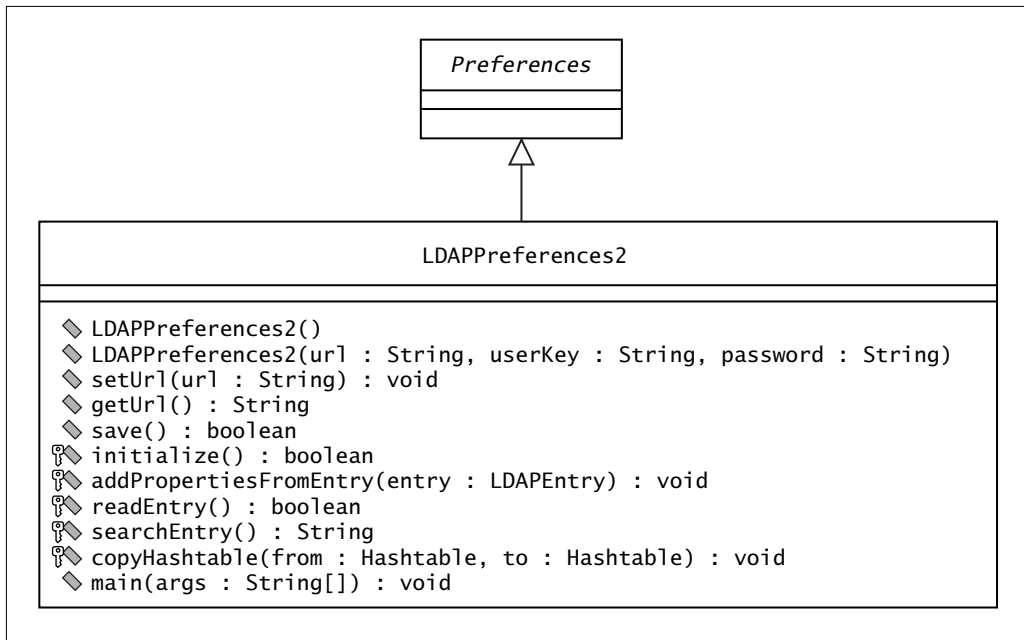 Preferences
LDAPPreferences2
LDAPPreferences2()
LDAPPreferences2(url : String, userKey : String, password : String)
setUrl(url : String) : void
getUrl() : String
save() : boolean
initialize() : boolean
addPropertiesFromEntry(entry : LDAPEntry) : void
readEntry() : boolean
searchEntry() : String
copyHashtable(from : Hashtable, to : Hashtable) : void
main(args : String[]) : void